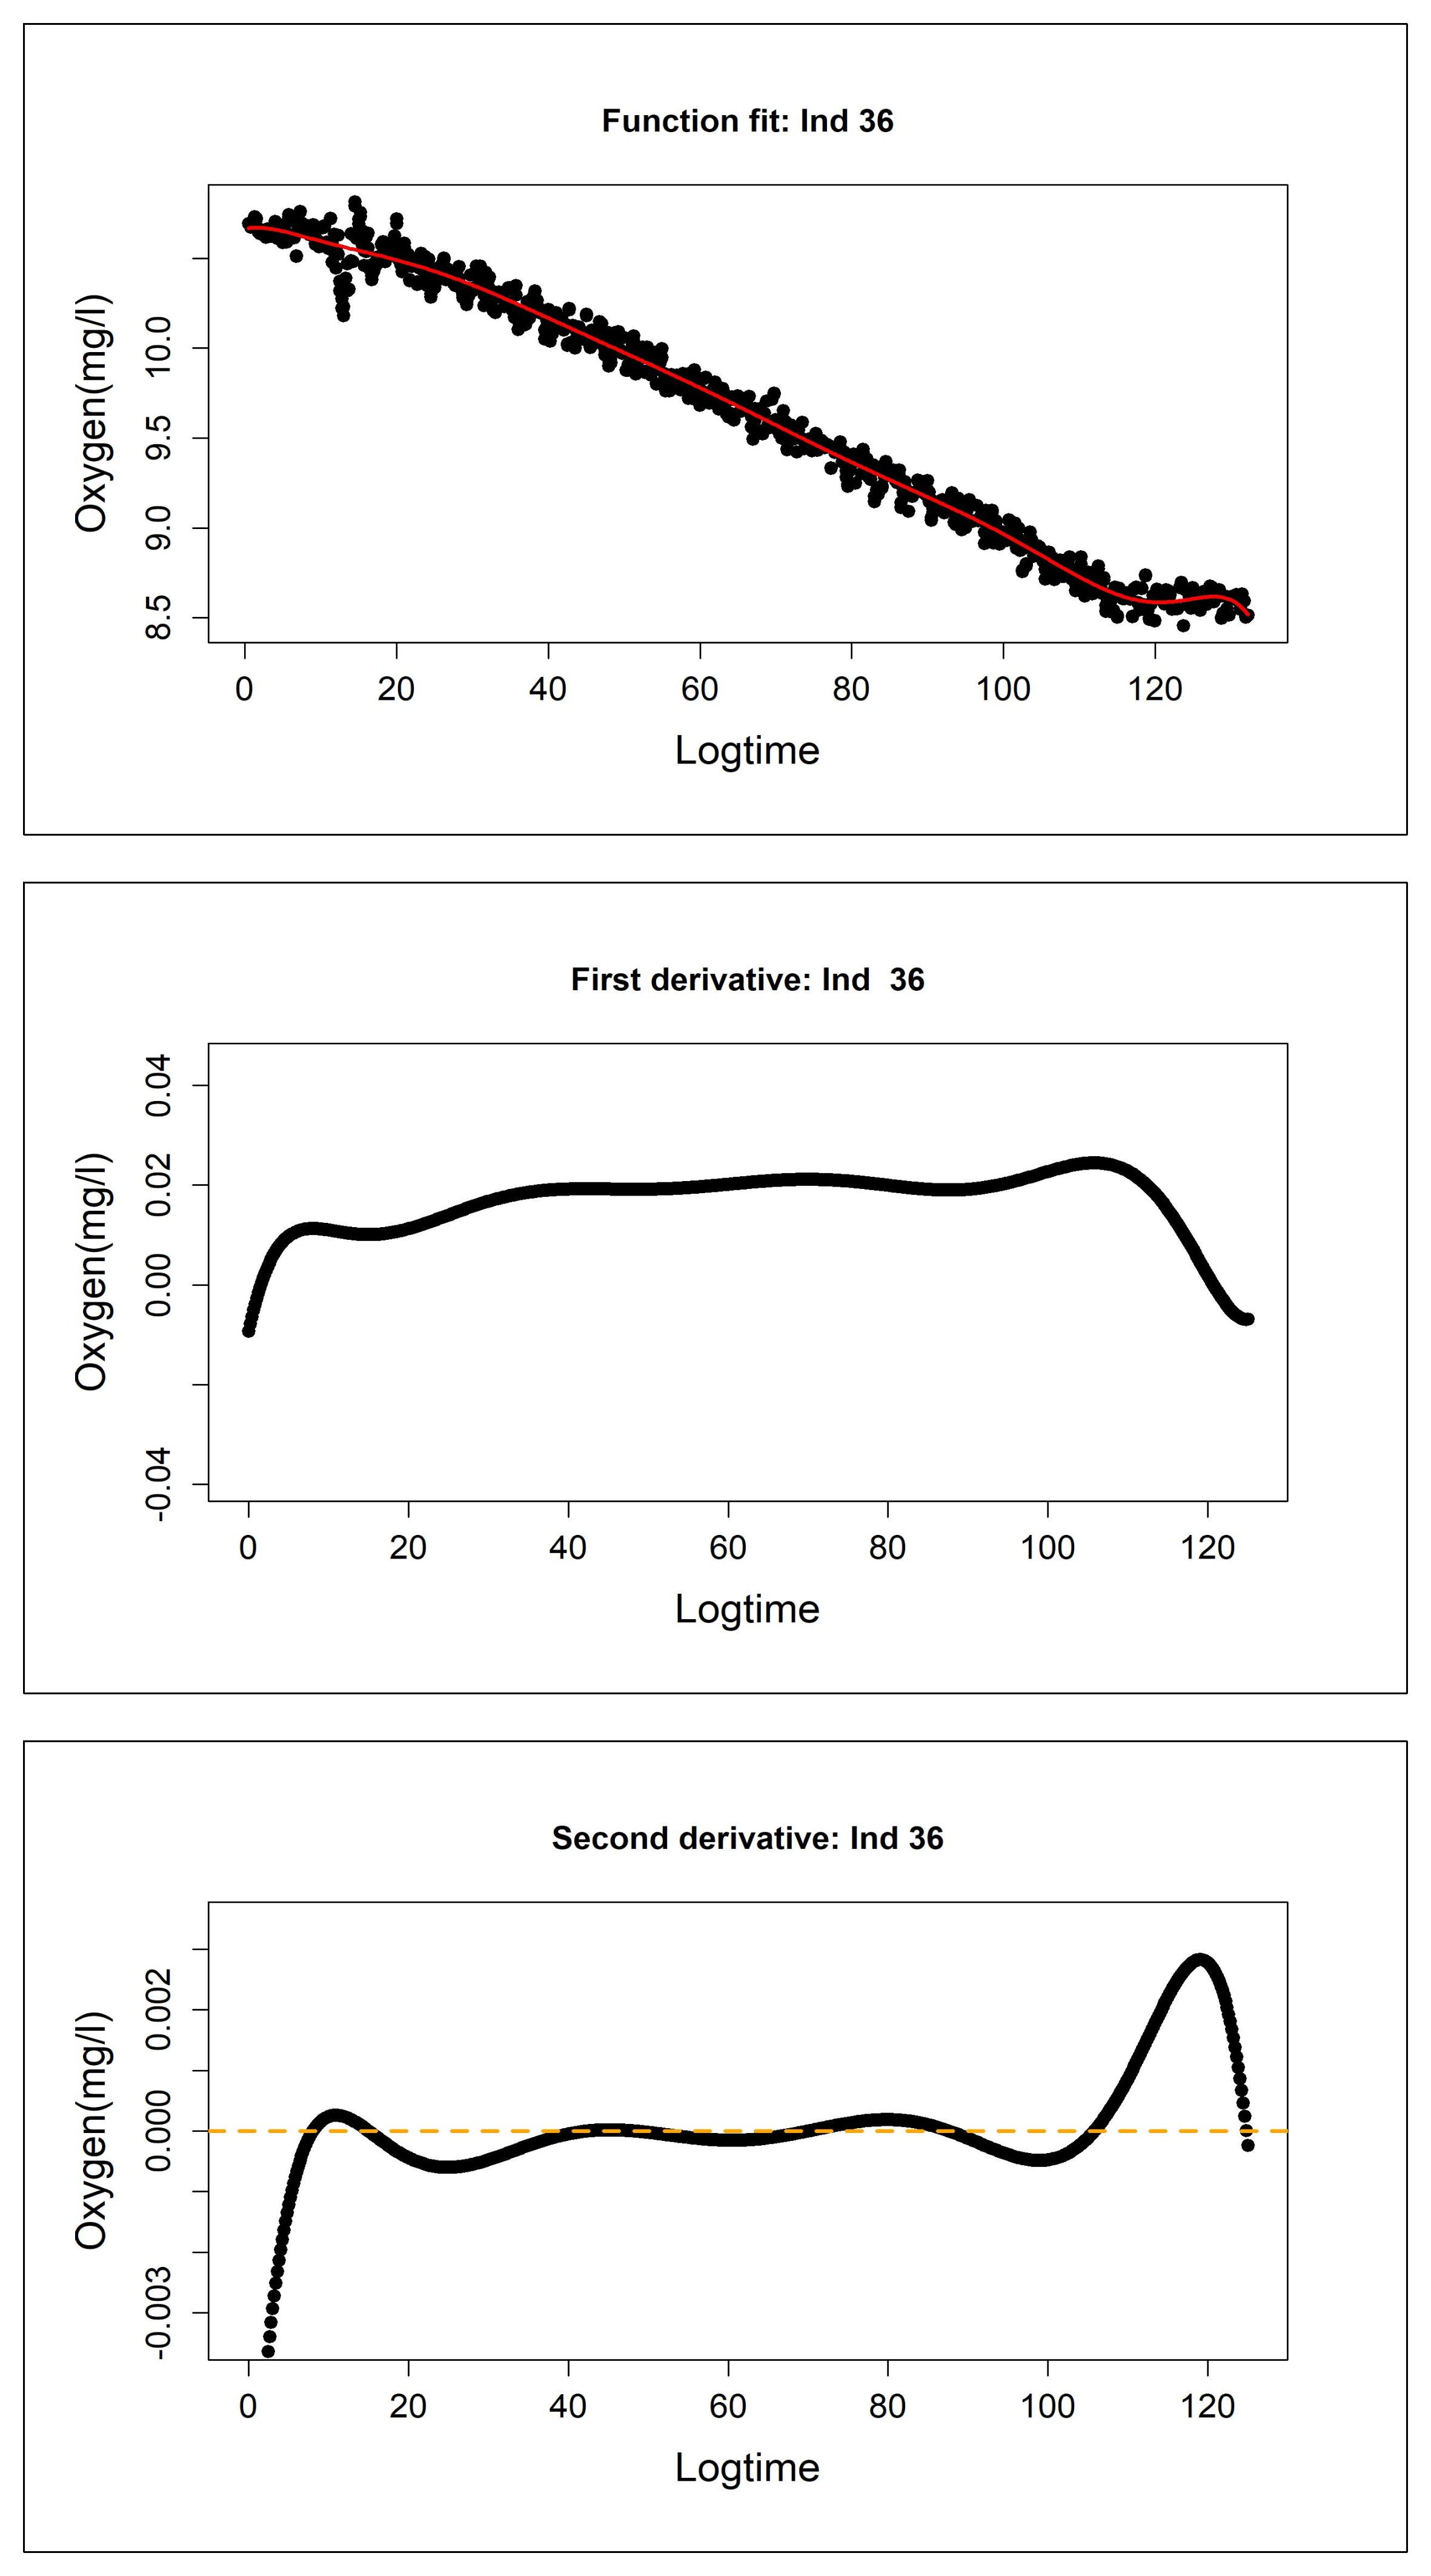 Function fit: Ind 36
Oxygen(mg/l)
10.0
9.5
9.0
8.5
0 20 40 60 80 100 120
Logtime
First derivative: Ind  36
Oxygen(mg/l)
0.04
0.02
0.00
-0.04
0 20 40 60 80 100 120
Logtime
Second derivative: Ind 36
Oxygen(mg/l)
0.002
0.000
-0.003
0 20 40 60 80 100 120
Logtime